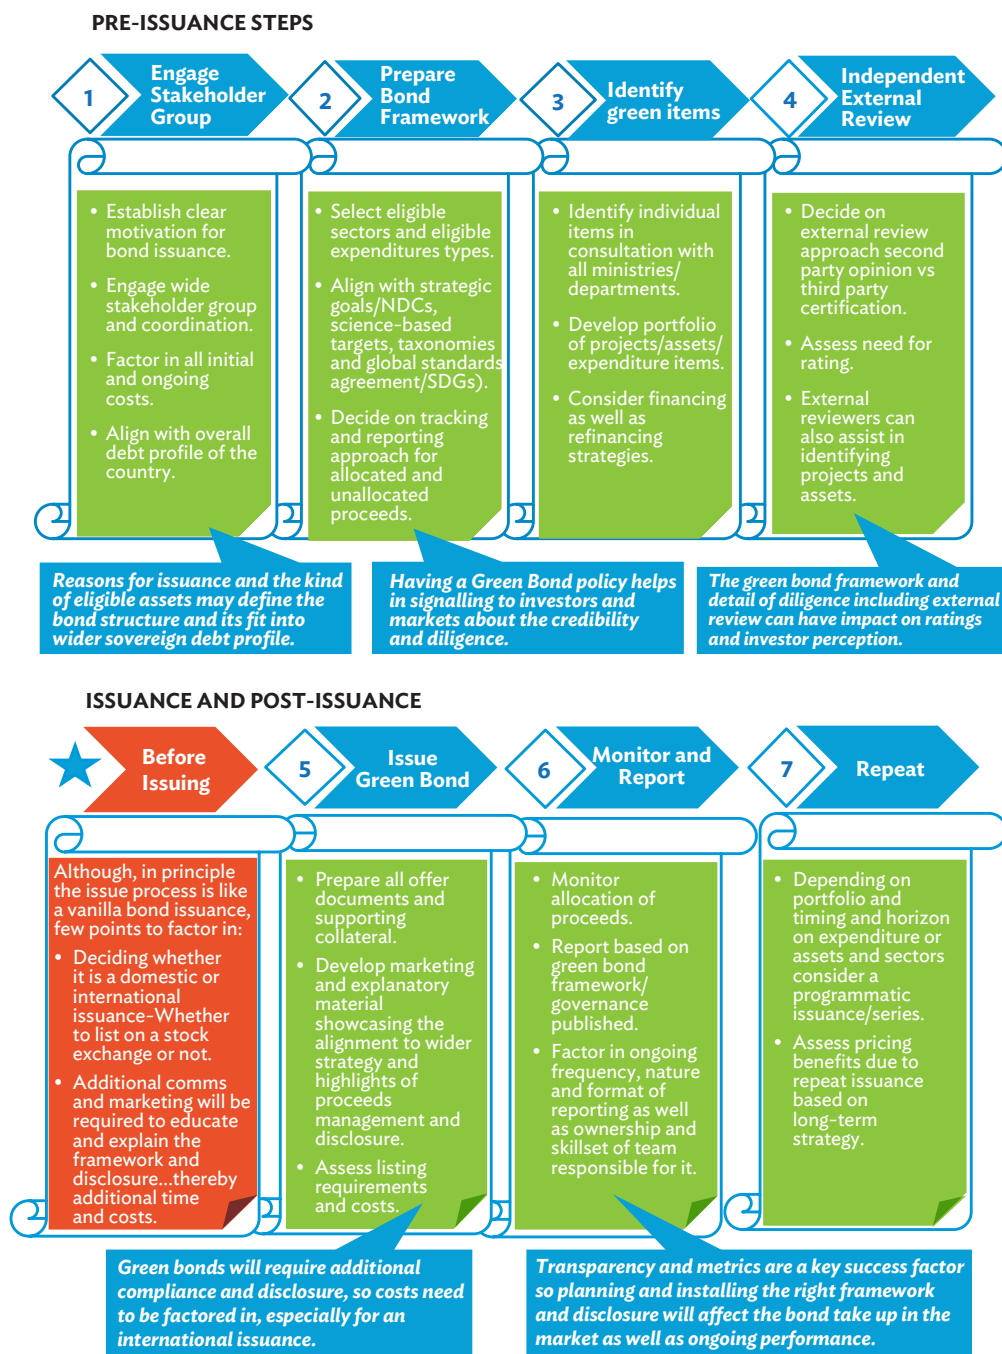 PRE-ISSUANCE STEPS
1
Engage
Stakeholder
Group
• Establish clear
motivation for
bond issuance.
• Engage wide
stakeholder group
and coordination.
• Factor in all initial
and ongoing
costs.
• Align with overall
debt profile of the
country.
2
Prepare
Bond
Framework
• Select eligible
sectors and eligible
expenditures types.
• Align with strategic
goals/NDCs,
science-based
targets, taxonomies
and global standards
agreement/SDGs).
• Decide on tracking
and reporting
approach for
allocated and
unallocated
proceeds.
3
Identify
green items
• Identify individual
items in
consultation with
all ministries/
departments.
• Develop portfolio
of projects/assets/
expenditure items.
• Consider financing
as well as
refinancing
strategies.
4
Independent
External
Review
• Decide on
external review
approach second
party opinion vs
third party
certification.
• Assess need for
rating.
• External
reviewers can
also assist in
identifying
projects and
assets.
Reasons for issuance and the kind
of eligible assets may define the
bond structure and its fit into
wider sovereign debt profile.
Having a Green Bond policy helps
in signalling to investors and
markets about the credibility
and diligence.
The green bond framework and
detail of diligence including external
review can have impact on ratings
and investor perception.
ISSUANCE AND POST-ISSUANCE
Before
Issuing
Although, in principle
the issue process is like
a vanilla bond issuance,
few points to factor in:
• Deciding whether
it is a domestic or
international
issuance-Whether
to list on a stock
exchange or not.
• Additional comms
and marketing will be
required to educate
and explain the
framework and
disclosure...thereby
additional time
and costs.
5
Issue
Green Bond
• Prepare all offer
documents and
supporting
collateral.
• Develop marketing
and explanatory
material
showcasing the
alignment to wider
strategy and
highlights of
proceeds
management and
disclosure.
• Assess listing
requirements
and costs.
6
Monitor and
Report
• Monitor
allocation of
proceeds.
• Report based on
green bond
framework/
governance
published.
• Factor in ongoing
frequency, nature
and format of
reporting as well
as ownership and
skillset of team
responsible for it.
7
Repeat
• Depending on
portfolio and
timing and horizon
on expenditure or
assets and sectors
consider a
programmatic
issuance/series.
• Assess pricing
benefits due to
repeat issuance
based on
long-term
strategy.
Green bonds will require additional
compliance and disclosure, so costs need
to be factored in, especially for an
international issuance.
Transparency and metrics are a key success factor
so planning and installing the right framework
and disclosure will affect the bond take up in the
market as well as ongoing performance.